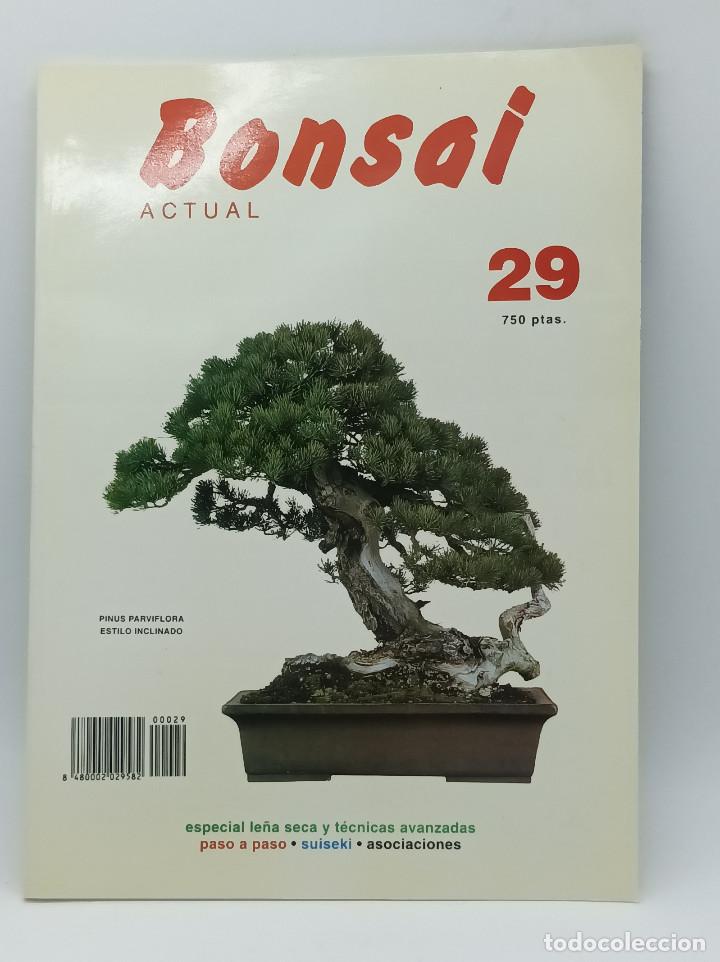 Bonsai
ACTUAL
29
750 ptas.
PINUS PARVIFLORA
ESTILO INCLINADO
00029
8 480002 029582
especial leña seca y técnicas avanzadas
paso a paso • suiseki • asociaciones
todocoleccion